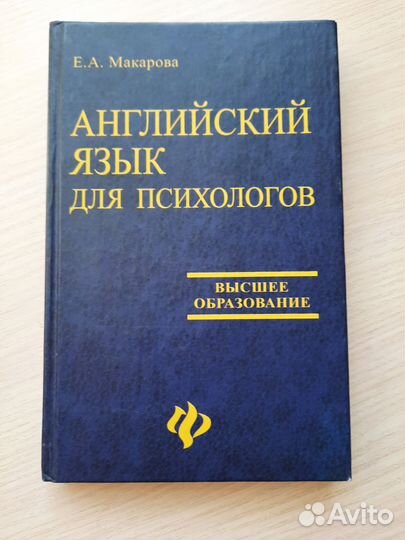 Е.А. Макарова
АНГЛИЙСКИЙ
ЯЗЫК
ДЛЯ ПСИХОЛОГОВ
ВЫСШЕЕ
ОБРАЗОВАНИЕ
Avito